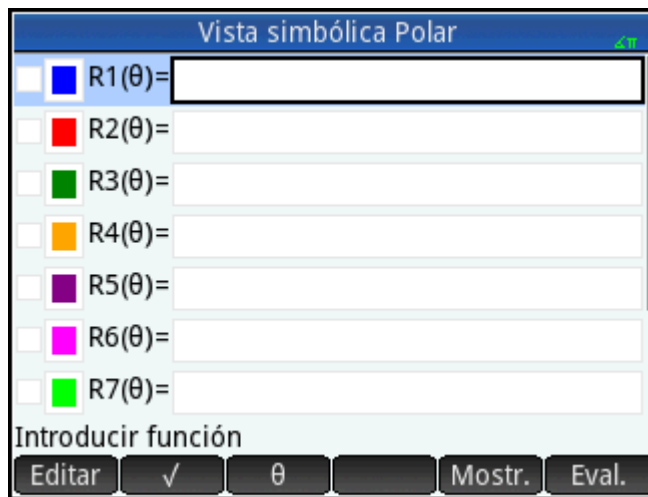 Vista simbólica Polar ∡π
R1(θ)=
R2(θ)=
R3(θ)=
R4(θ)=
R5(θ)=
R6(θ)=
R7(θ)=
Introducir función
Editar √ θ Mostr. Eval.